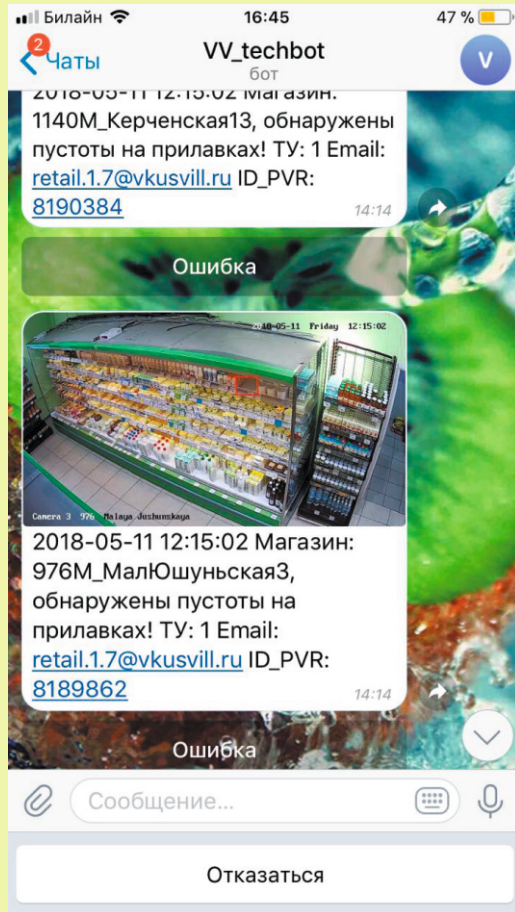 Билайн 16:45 47 %
2 Чаты VV_techbot V
бот
2018-05-11 12:15:02 Магазин:
1140М_Керченская13, обнаружены
пустоты на прилавках! ТУ: 1 Email:
retail.1.7@vkusvill.ru ID_PVR:
8190384 14:14
Ошибка
2018-05-11 Friday 12:15:02
Camera 3 976 Malaya Jushunskaya
2018-05-11 12:15:02 Магазин:
976М_МалЮшуньская3,
обнаружены пустоты на
прилавках! ТУ: 1 Email:
retail.1.7@vkusvill.ru ID_PVR:
8189862 14:14
Ошибка
Сообщение...
Отказаться